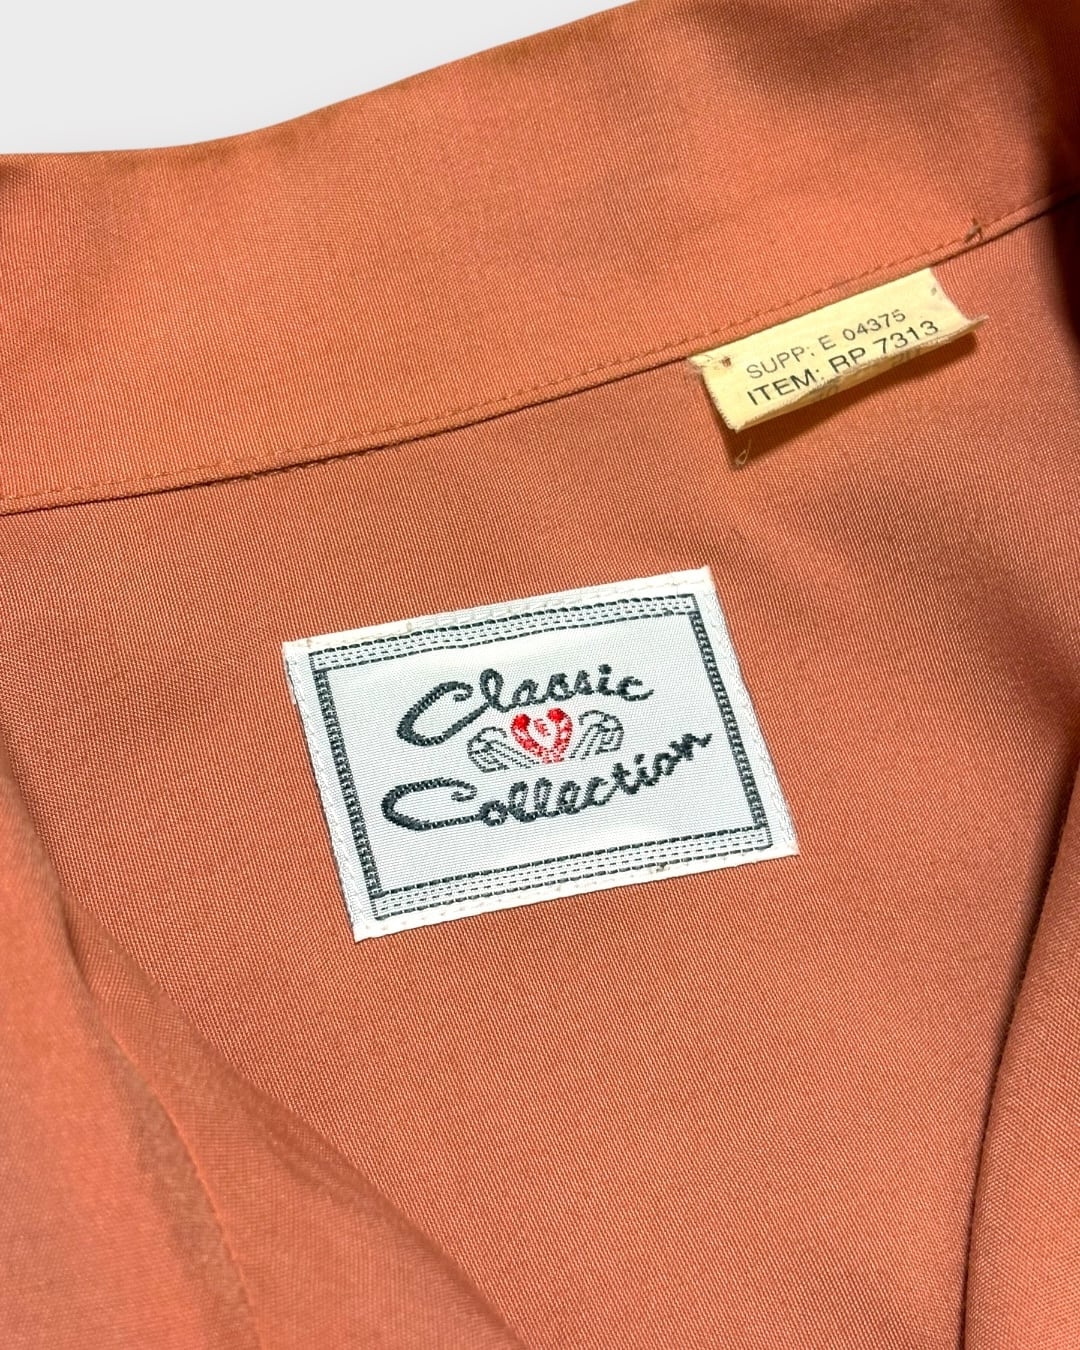 SUPP: E 04375
ITEM: RP 7313
Classic
Collection